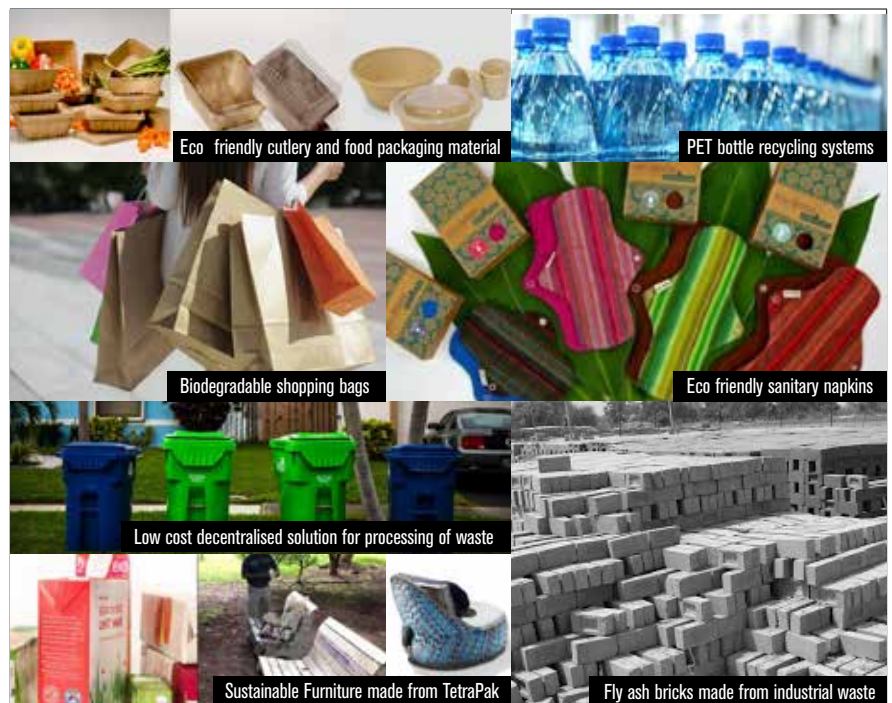 Eco friendly cutlery and food packaging material
PET bottle recycling systems
Biodegradable shopping bags
Eco friendly sanitary napkins
Low cost decentralised solution for processing of waste
Sustainable Furniture made from TetraPak
Fly ash bricks made from industrial waste